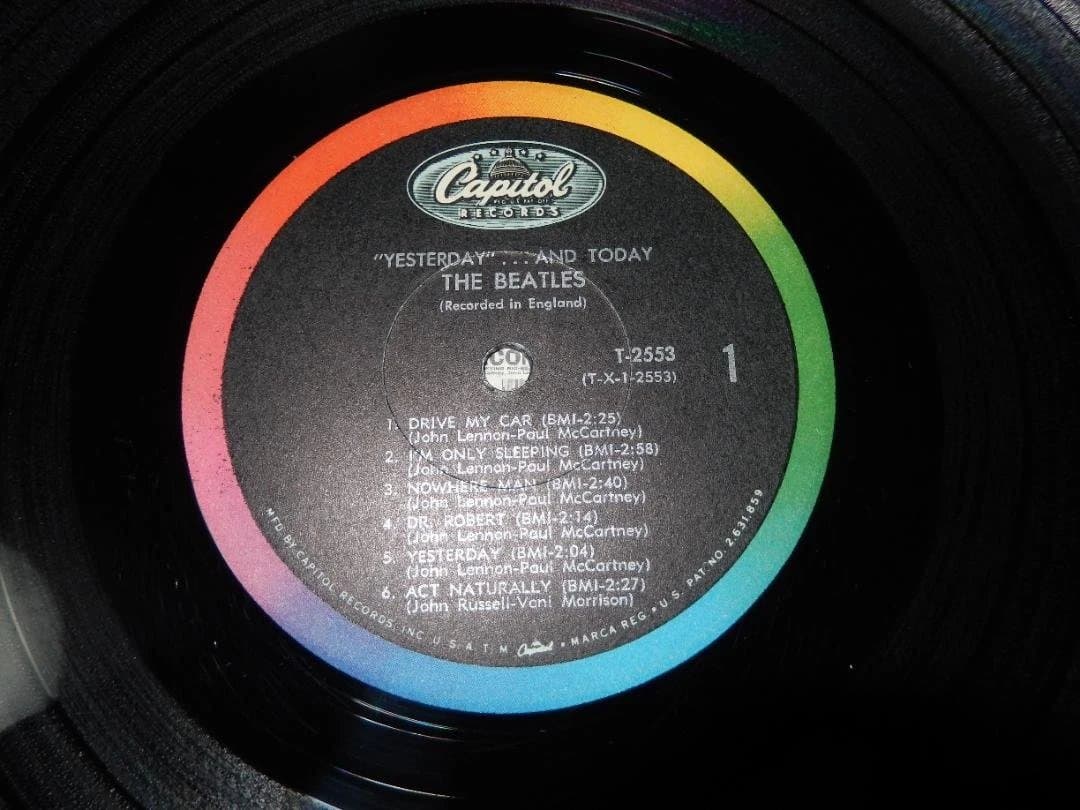 Capitol
RECORDS
"YESTERDAY" ... AND TODAY
THE BEATLES
(Recorded in England)
T-2553
1
(T-X-1-2553)
1. DRIVE MY CAR (BMI-2:25)
(John Lennon-Paul McCartney)
2. I'M ONLY SLEEPING (BMI-2:58)
(John Lennon-Paul McCartney)
3. NOWHERE MAN (BMI-2:40)
(John Lennon-Paul McCartney)
4. DR. ROBERT (BMI-2:14)
(John Lennon-Paul McCartney)
5. YESTERDAY (BMI-2:04)
(John Lennon-Paul McCartney)
6. ACT NATURALLY (BMI-2:27)
(John Russell-Voni Morrison)
MFD. BY CAPITOL RECORDS, INC. U.S.A. T.M. Capitol • MARCA REG. • U.S. PAT. NO. 2,631,859